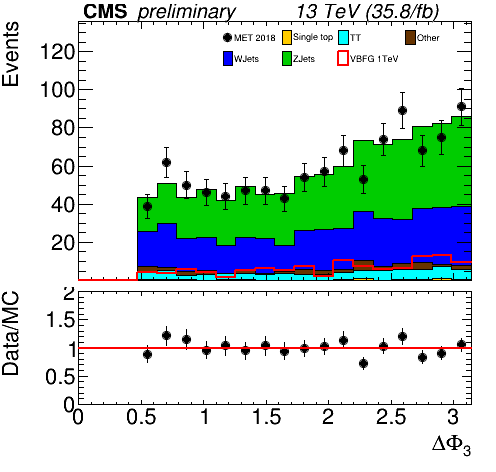 CMS preliminary 13 TeV (35.8/fb)
MET 2018 Single top TT Other
WJets ZJets VBFG 1TeV
Events
120
100
80
60
40
20
Data/MC
2
1.5
1
0.5
0
0 0.5 1 1.5 2 2.5 3
ΔΦ3